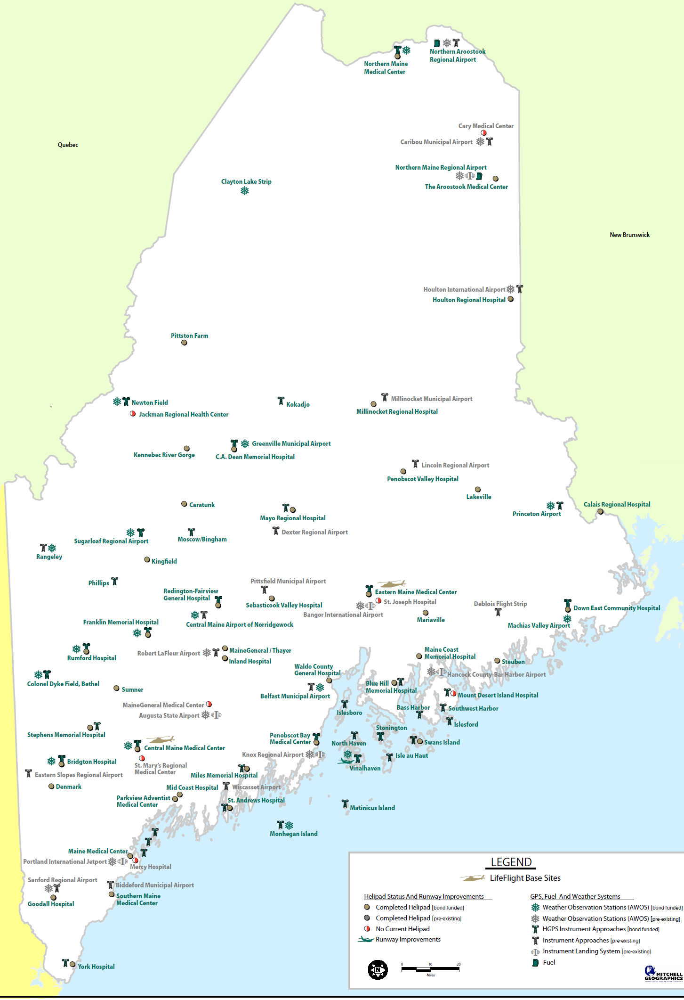 Northern Aroostook
Regional Airport
Northern Maine
Medical Center
Cary Medical Center
Caribou Municipal Airport
Quebec
Northern Maine Regional Airport
The Aroostook Medical Center
Clayton Lake Strip
New Brunswick
Houlton International Airport
Houlton Regional Hospital
Pittston Farm
Newton Field
Jackman Regional Health Center
Kokadjo
Millinocket Municipal Airport
Millinocket Regional Hospital
Greenville Municipal Airport
C.A. Dean Memorial Hospital
Kennebec River Gorge
Lincoln Regional Airport
Penobscot Valley Hospital
Lakeville
Caratunk
Mayo Regional Hospital
Princeton Airport
Calais Regional Hospital
Dexter Regional Airport
Sugarloaf Regional Airport
Moscow/Bingham
Rangeley
Kingfield
Phillips
Pittsfield Municipal Airport
Redington-Fairview
General Hospital
Sebasticook Valley Hospital
Eastern Maine Medical Center
St. Joseph Hospital
Bangor International Airport
Deblois Flight Strip
Down East Community Hospital
Mariaville
Machias Valley Airport
Central Maine Airport of Norridgewock
Franklin Memorial Hospital
Rumford Hospital
Robert LaFleur Airport
MaineGeneral / Thayer
Inland Hospital
Maine Coast
Memorial Hospital
Steuben
Waldo County
General Hospital
Hancock County-Bar Harbor Airport
Colonel Dyke Field, Bethel
Sumner
Belfast Municipal Airport
Blue Hill
Memorial Hospital
Mount Desert Island Hospital
MaineGeneral Medical Center
Augusta State Airport
Islesboro
Bass Harbor
Southwest Harbor
Islesford
Stephens Memorial Hospital
Stonington
Penobscot Bay
Medical Center
North Haven
Swans Island
Central Maine Medical Center
Knox Regional Airport
Isle au Haut
Bridgton Hospital
St. Mary's Regional
Medical Center
Vinalhaven
Eastern Slopes Regional Airport
Miles Memorial Hospital
Denmark
Mid Coast Hospital
Wiscasset Airport
Parkview Adventist
Medical Center
St. Andrews Hospital
Matinicus Island
Monhegan Island
Maine Medical Center
Portland International Jetport
Mercy Hospital
Sanford Regional Airport
Biddeford Municipal Airport
Goodall Hospital
Southern Maine
Medical Center
York Hospital
LEGEND
LifeFlight Base Sites
Helipad Status And Runway Improvements
Completed Helipad [bond funded]
Completed Helipad [pre-existing]
No Current Helipad
Runway Improvements
GPS, Fuel And Weather Systems
Weather Observation Stations (AWOS) [bond funded]
Weather Observation Stations (AWOS) [pre-existing]
HGPS Instrument Approaches [bond funded]
Instrument Approaches [pre-existing]
Instrument Landing System [pre-existing]
Fuel
N
0 10 20
Miles
MITCHELL
GEOGRAPHICS